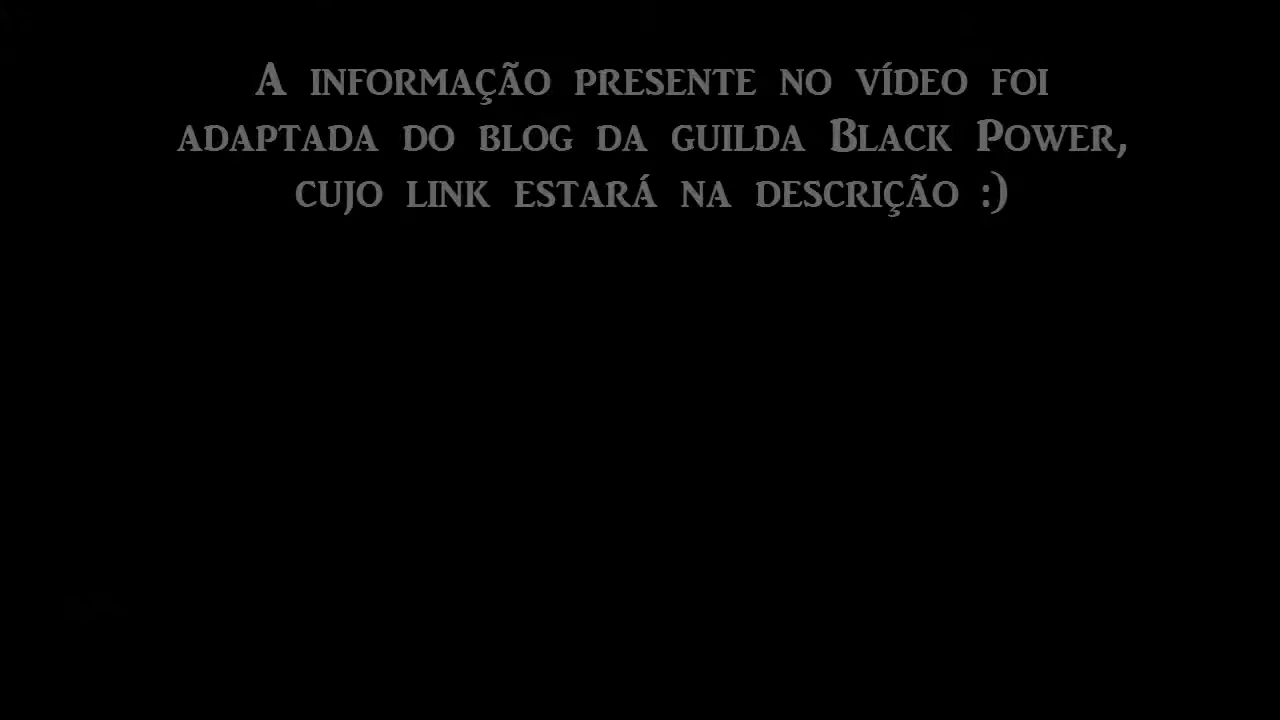 A informação presente no vídeo foi
adaptada do blog da guilda Black Power,
cujo link estará na descrição :)